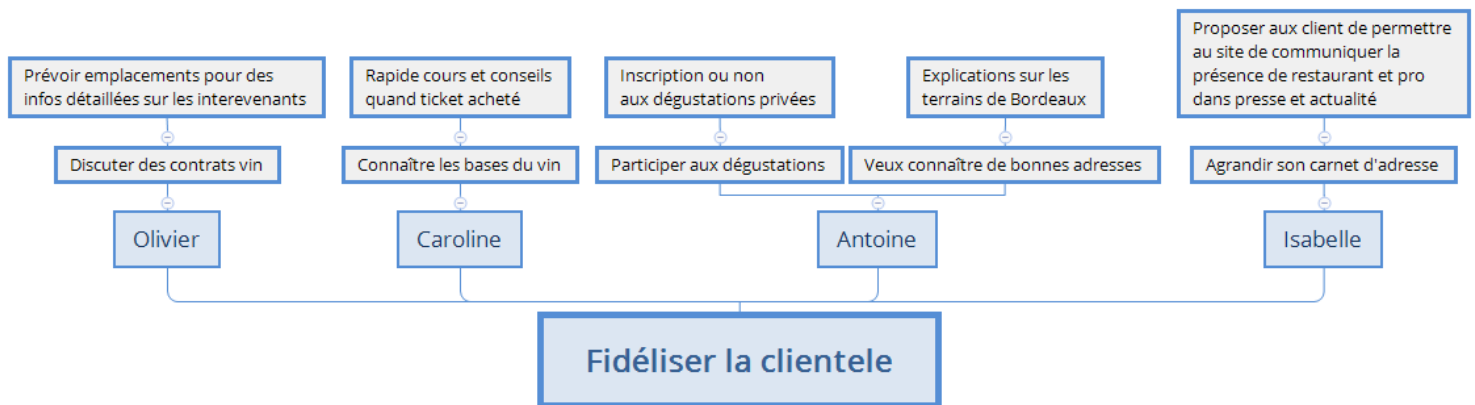 Prévoir emplacements pour des
infos détaillées sur les interevenants
Rapide cours et conseils
quand ticket acheté
Inscription ou non
aux dégustations privées
Explications sur les
terrains de Bordeaux
Proposer aux client de permettre
au site de communiquer la
présence de restaurant et pro
dans presse et actualité
Discuter des contrats vin
Connaître les bases du vin
Participer aux dégustations
Veux connaître de bonnes adresses
Agrandir son carnet d'adresse
Olivier
Caroline
Antoine
Isabelle
Fidéliser la clientele